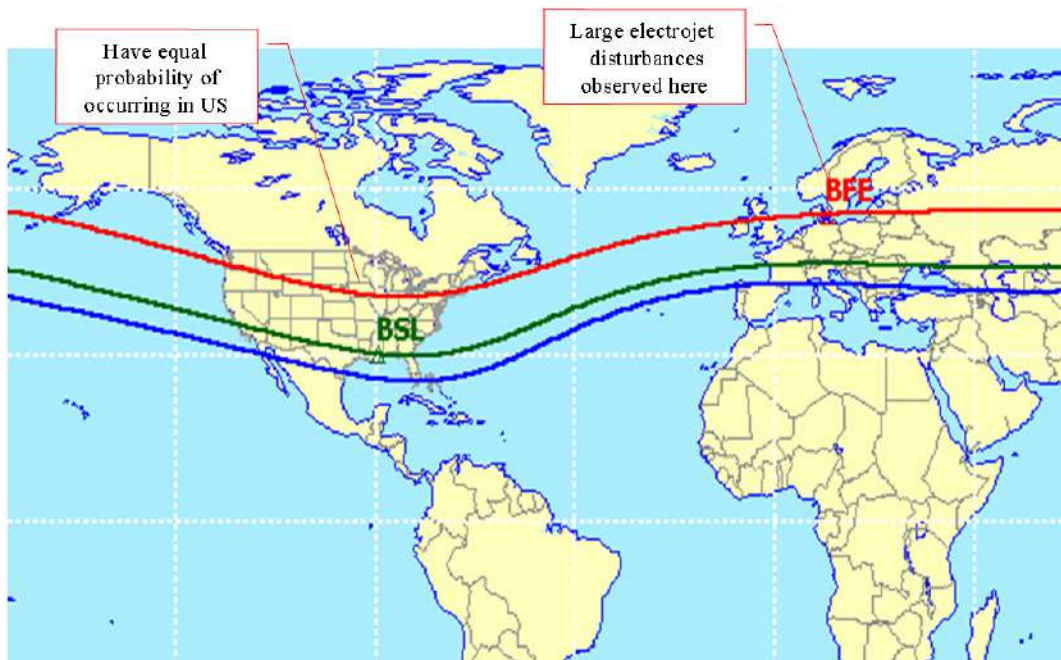 Have equal
probability of
occurring in US
Large electrojet
disturbances
observed here
BFE
BSL